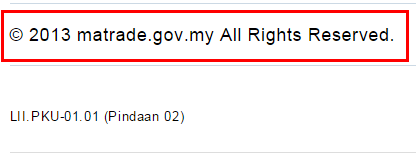 © 2013 matrade.gov.my All Rights Reserved.
LII.PKU-01.01 (Pindaan 02)